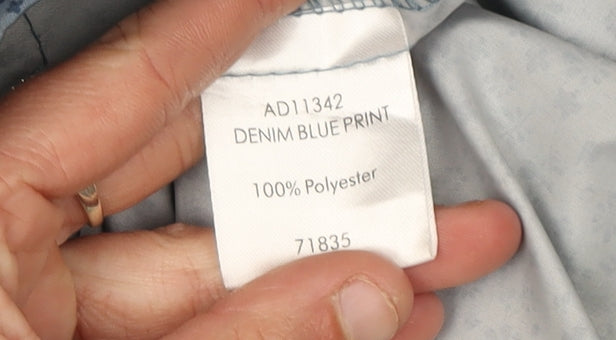 AD11342
DENIM BLUE PRINT
100% Polyester
71835